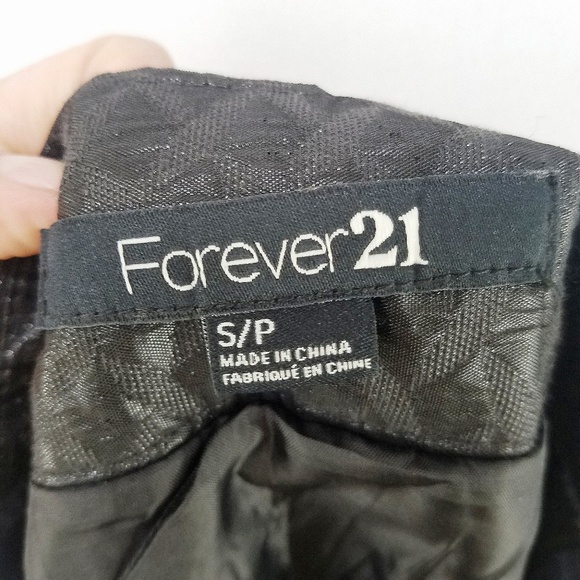 Forever21
S/P
MADE IN CHINA
FABRIQUÉ EN CHINE